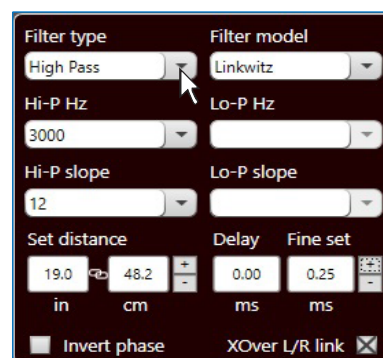 Filter type Filter model
High Pass Linkwitz
Hi-P Hz Lo-P Hz
3000
Hi-P slope Lo-P slope
12
Set distance Delay Fine set
19.0 48.2 + 0.00 0.25 +
- -
in cm ms ms
Invert phase XOver L/R link